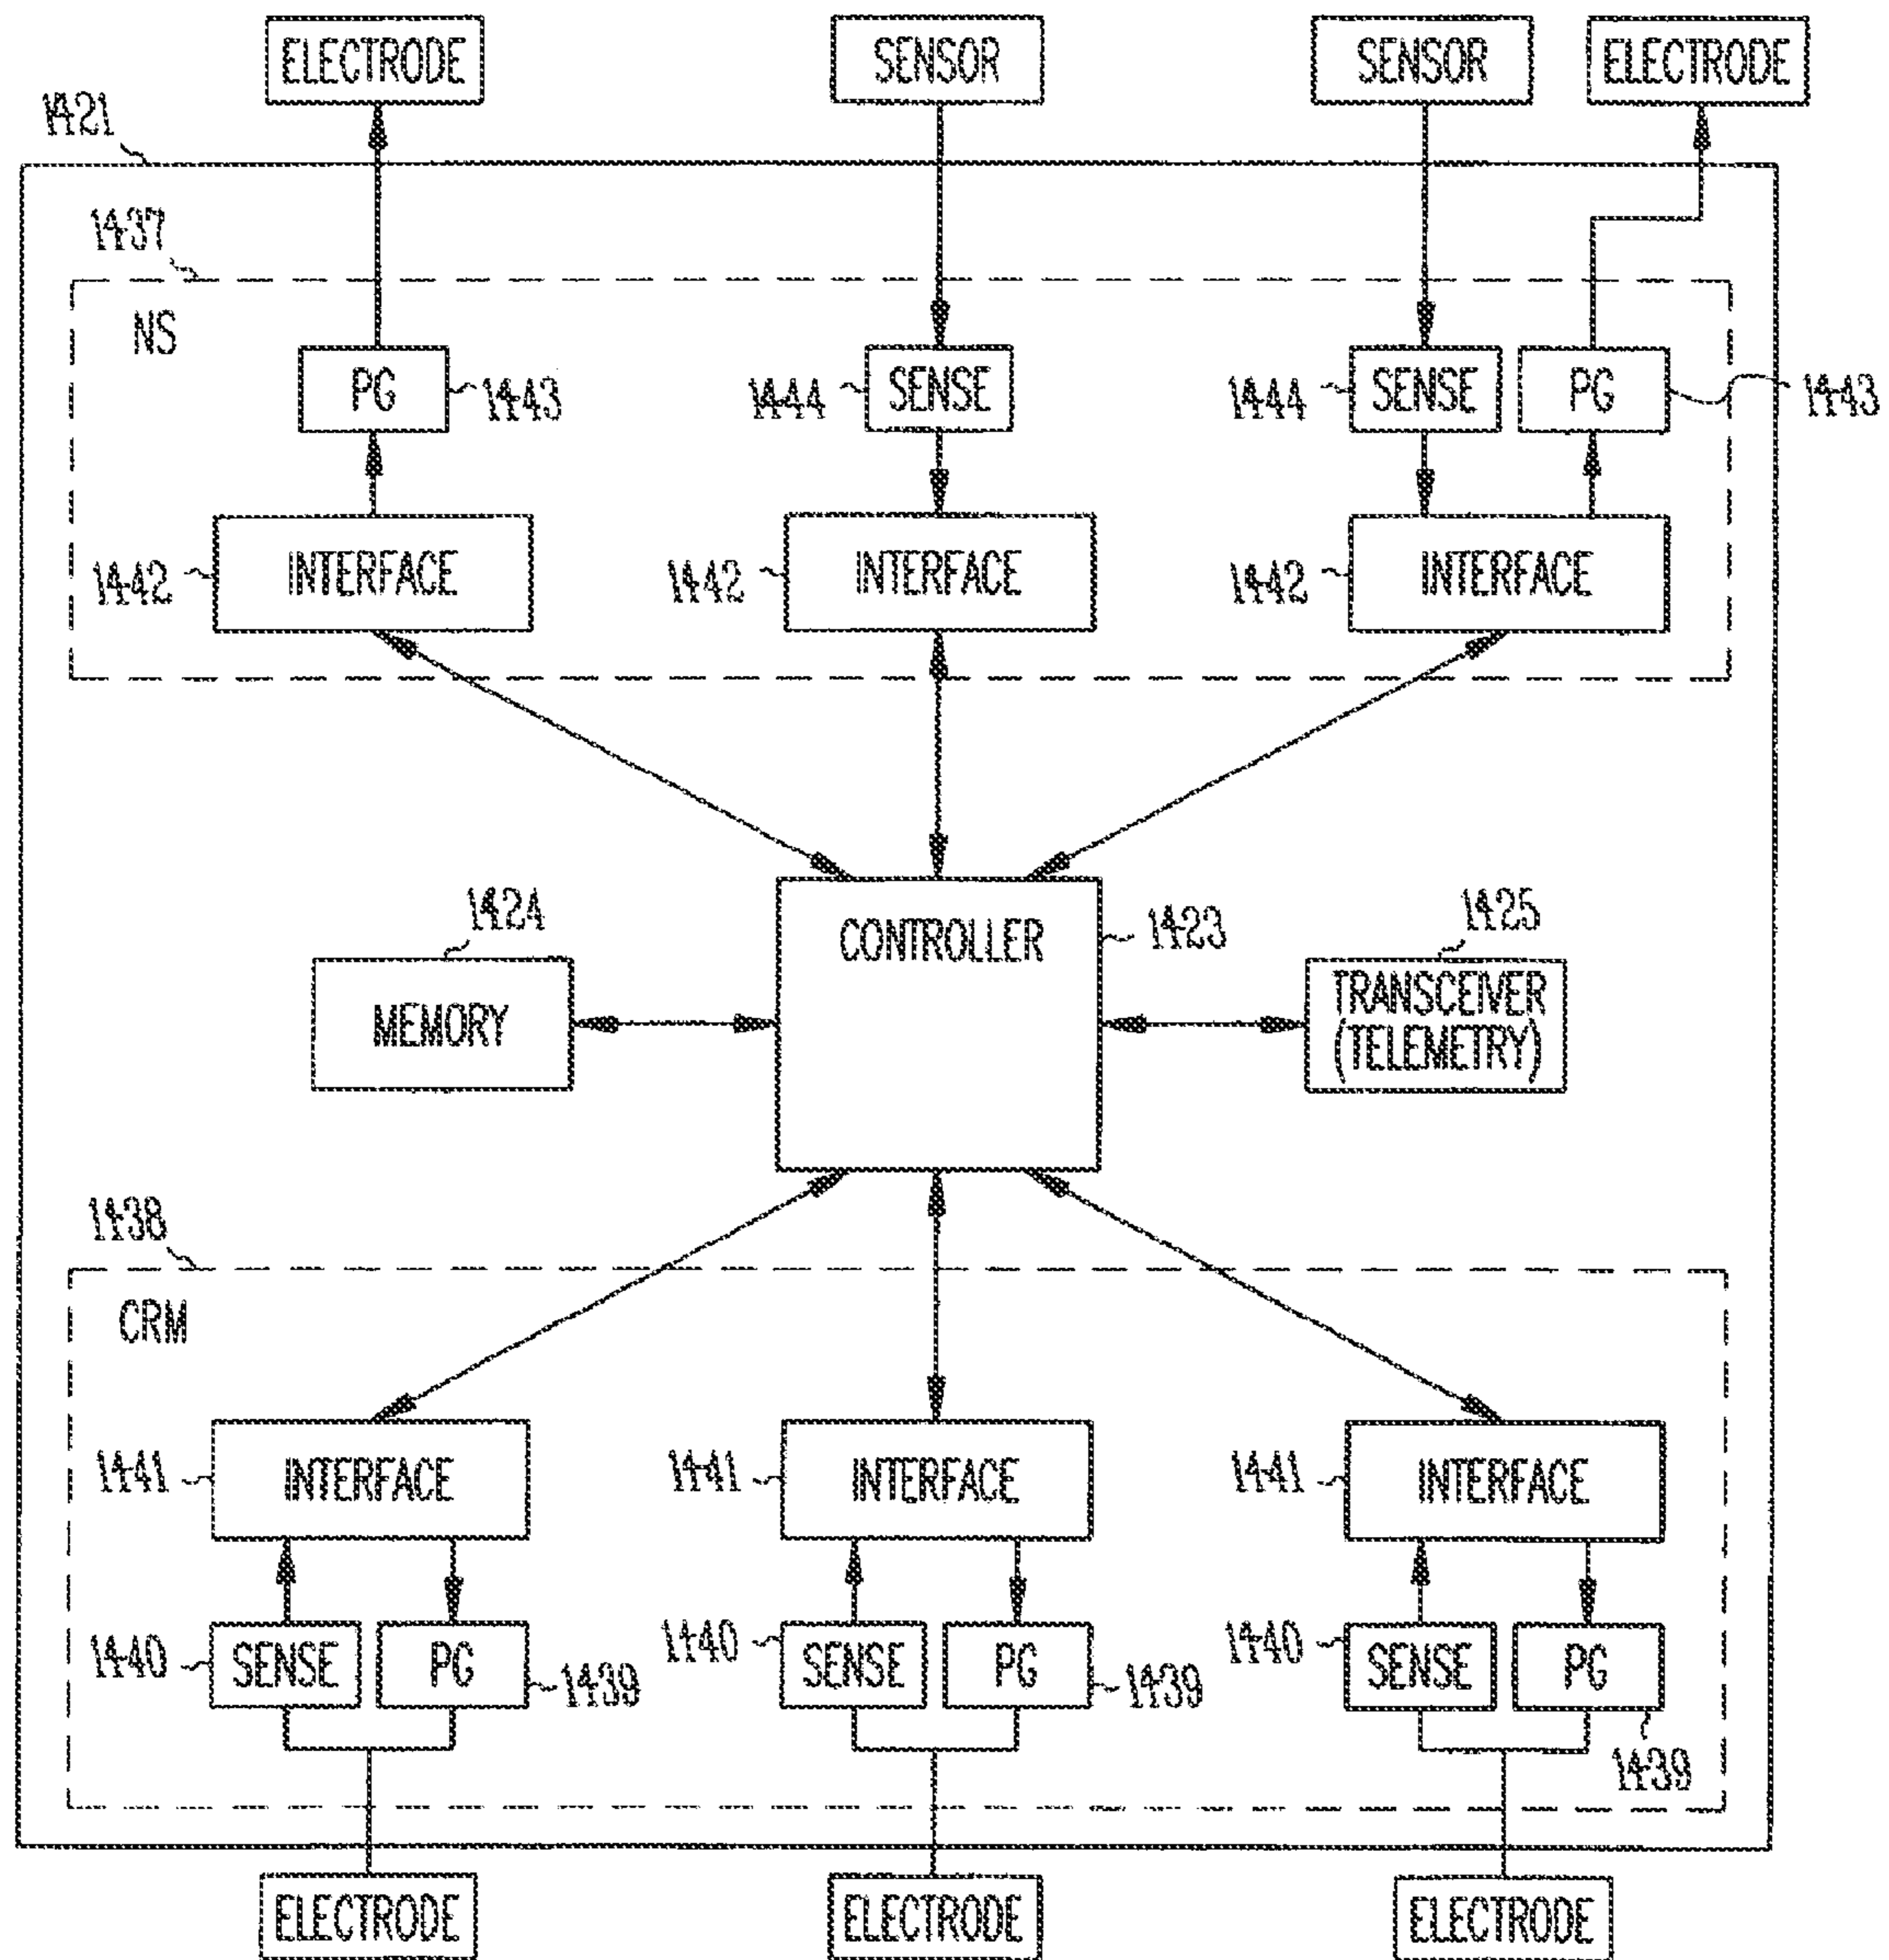 ELECTRODE SENSOR SENSOR ELECTRODE
1421
1437
NS
PG 1443 1444 SENSE 1444 SENSE PG 1443
1442 INTERFACE 1442 INTERFACE 1442 INTERFACE
1424 CONTROLLER 1423 1425
MEMORY TRANSCEIVER
(TELEMETRY)
1438
CRM
1441 INTERFACE 1441 INTERFACE 1441 INTERFACE
1440 SENSE PG 1439 1440 SENSE PG 1439 1440 SENSE PG
1439
ELECTRODE ELECTRODE ELECTRODE